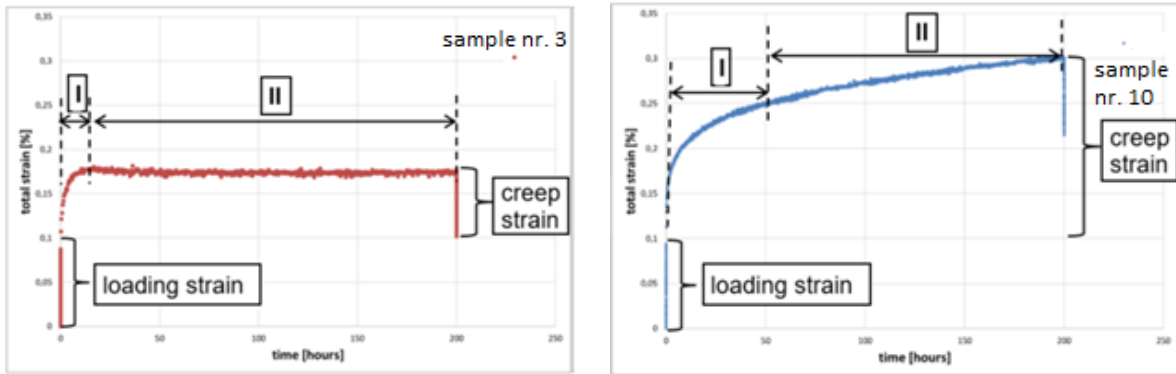 0,35
0,3
0,25
0,2
0,15
0,1
0,05
0
total strain [%]
0
50
100
150
200
250
time [hours]
sample nr. 3
I
II
creep
strain
loading strain
0,35
0,3
0,25
0,2
0,15
0,1
0,05
0
total strain [%]
0
50
100
150
200
250
time [hours]
I
II
sample
nr. 10
creep
strain
loading strain